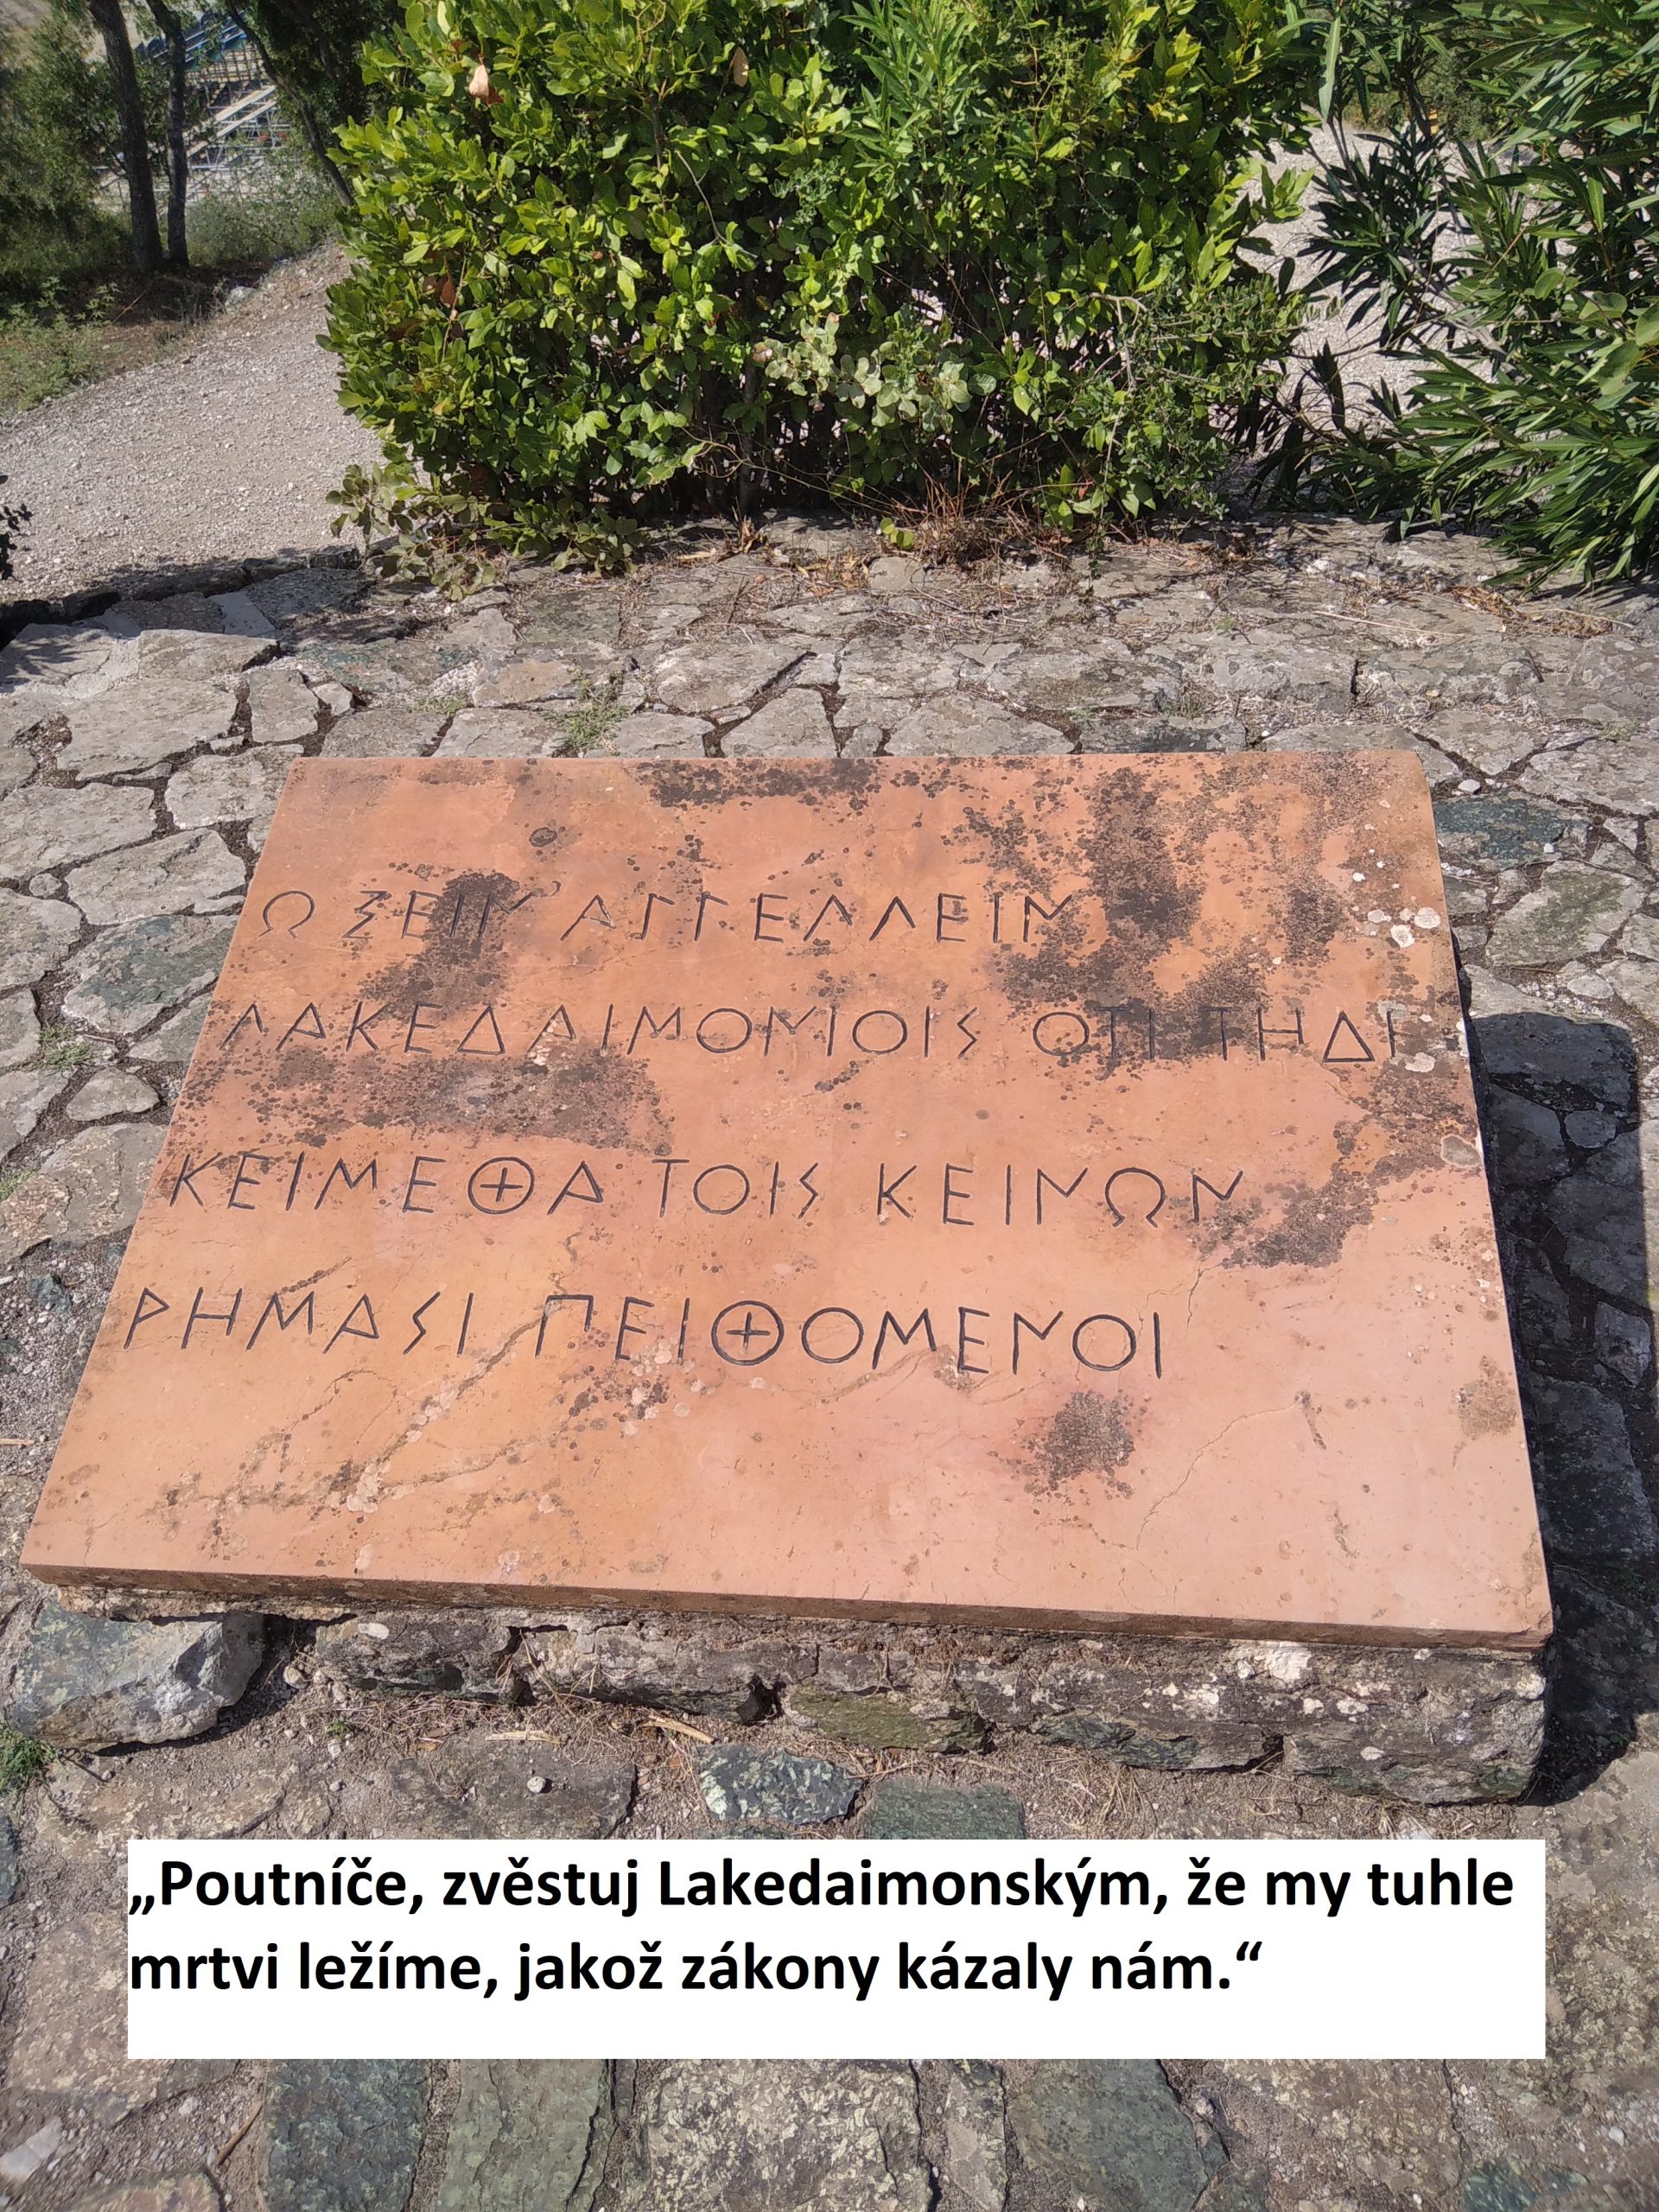 Ω ΞΕΙΝ' ΑΓΓΕΛΛΕΙΝ
ΛΑΚΕΔΑΙΜΟΝΙΟΙΣ ΟΤΙ ΤΗΔΕ
ΚΕΙΜΕΘΑ ΤΟΙΣ ΚΕΙΝΩΝ
ΡΗΜΑΣΙ ΠΕΙΘΟΜΕΝΟΙ
„Poutníče, zvěstuj Lakedaimonským, že my tuhle
mrtvi ležíme, jakož zákony kázaly nám.“